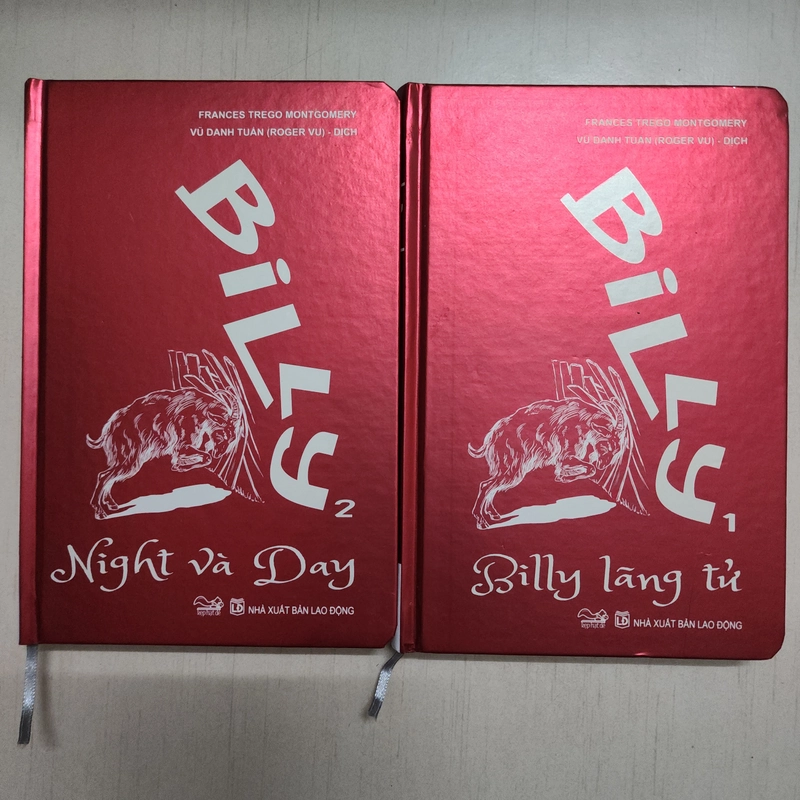 FRANCES TREGO MONTGOMERY
VŨ DANH TUẤN (ROGER VU) - DỊCH
BiLLy
2
Night và Day
LĐ NHÀ XUẤT BẢN LAO ĐỘNG
FRANCES TREGO MONTGOMERY
VŨ DANH TUẤN (ROGER VU) - DỊCH
BiLLy
1
Billy lãng tử
LĐ NHÀ XUẤT BẢN LAO ĐỘNG